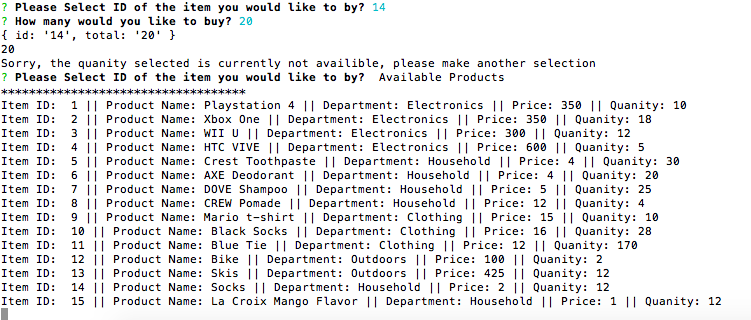 ? Please Select ID of the item you would like to by? 14
? How many would you like to buy? 20
{ id: '14', total: '20' }
20
Sorry, the quanity selected is currently not availible, please make another selection
? Please Select ID of the item you would like to by?  Available Products
***********************************
Item ID:  1 || Product Name: Playstation 4 || Department: Electronics || Price: 350 || Quanity: 10
Item ID:  2 || Product Name: Xbox One || Department: Electronics || Price: 350 || Quanity: 18
Item ID:  3 || Product Name: WII U || Department: Electronics || Price: 300 || Quanity: 12
Item ID:  4 || Product Name: HTC VIVE || Department: Electronics || Price: 600 || Quanity: 5
Item ID:  5 || Product Name: Crest Toothpaste || Department: Household || Price: 4 || Quanity: 30
Item ID:  6 || Product Name: AXE Deodorant || Department: Household || Price: 4 || Quanity: 20
Item ID:  7 || Product Name: DOVE Shampoo || Department: Household || Price: 5 || Quanity: 25
Item ID:  8 || Product Name: CREW Pomade || Department: Household || Price: 12 || Quanity: 4
Item ID:  9 || Product Name: Mario t-shirt || Department: Clothing || Price: 15 || Quanity: 10
Item ID:  10 || Product Name: Black Socks || Department: Clothing || Price: 16 || Quanity: 28
Item ID:  11 || Product Name: Blue Tie || Department: Clothing || Price: 12 || Quanity: 170
Item ID:  12 || Product Name: Bike || Department: Outdoors || Price: 100 || Quanity: 2
Item ID:  13 || Product Name: Skis || Department: Outdoors || Price: 425 || Quanity: 12
Item ID:  14 || Product Name: Socks || Department: Household || Price: 2 || Quanity: 12
Item ID:  15 || Product Name: La Croix Mango Flavor || Department: Household || Price: 1 || Quanity: 12